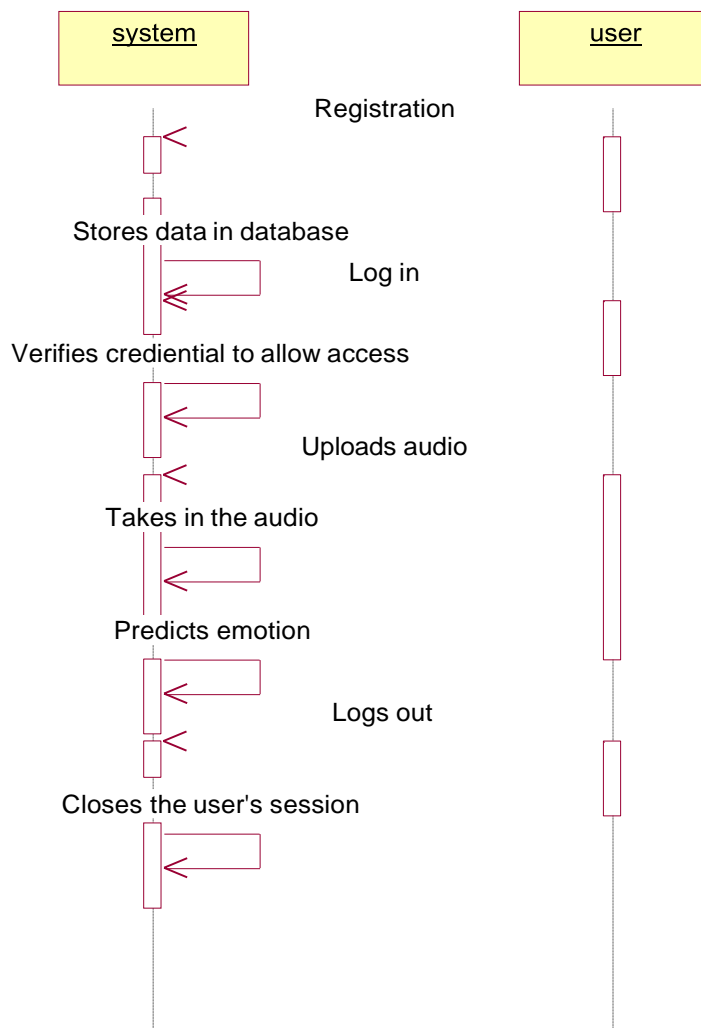 system
user
Registration
Stores data in database
Log in
Verifies crediential to allow access
Uploads audio
Takes in the audio
Predicts emotion
Logs out
Closes the user's session